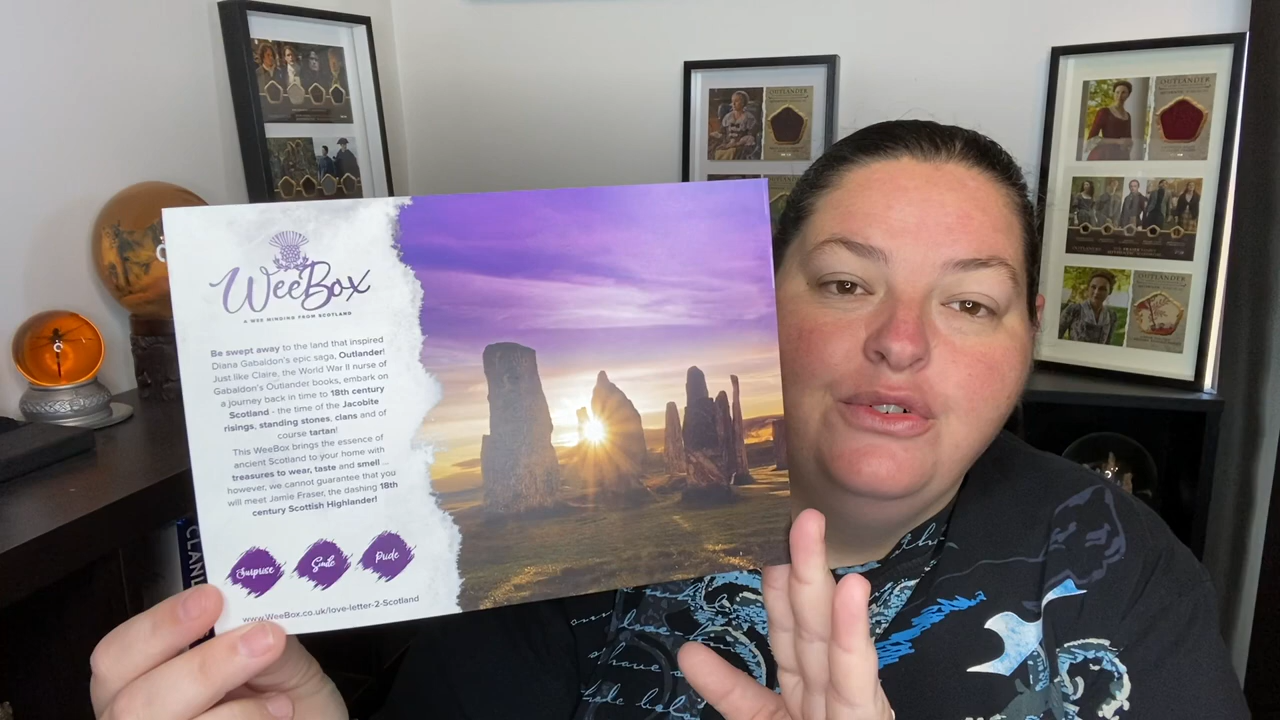 WeeBox
A WEE MINDING FROM SCOTLAND
Be swept away to the land that inspired
Diana Gabaldon's epic saga, Outlander!
Just like Claire, the World War II nurse of
Gabaldon's Outlander books, embark on
a journey back in time to 18th century
Scotland - the time of the Jacobite
risings, standing stones, clans and of
course tartan!
This WeeBox brings the essence of
ancient Scotland to your home with
treasures to wear, taste and smell ...
however, we cannot guarantee that you
will meet Jamie Fraser, the dashing 18th
century Scottish Highlander!
Surprise
Smile
Pride
www.WeeBox.co.uk/love-letter-2-Scotland
OUTLANDER
OUTLANDER
OUTLANDER
CLAN